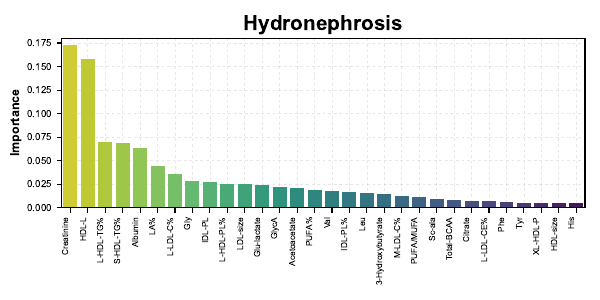 Hydronephrosis
Importance
0.175
0.150
0.125
0.100
0.075
0.050
0.025
0.000
Creatinine
HDL-L
L-HDL-TG%
S-HDL-TG%
Albumin
LA%
L-LDL-C%
Gly
IDL-PL
L-HDL-PL%
LDL-size
Glu-lactate
GlycA
Acetoacetate
PUFA%
Val
IDL-PL%
Leu
3-Hydroxybutyrate
M-LDL-C%
PUFA/MUFA
Sc-ala
Total-BCAA
Citrate
L-LDL-CE%
Phe
Tyr
XL-HDL-P
HDL-size
His